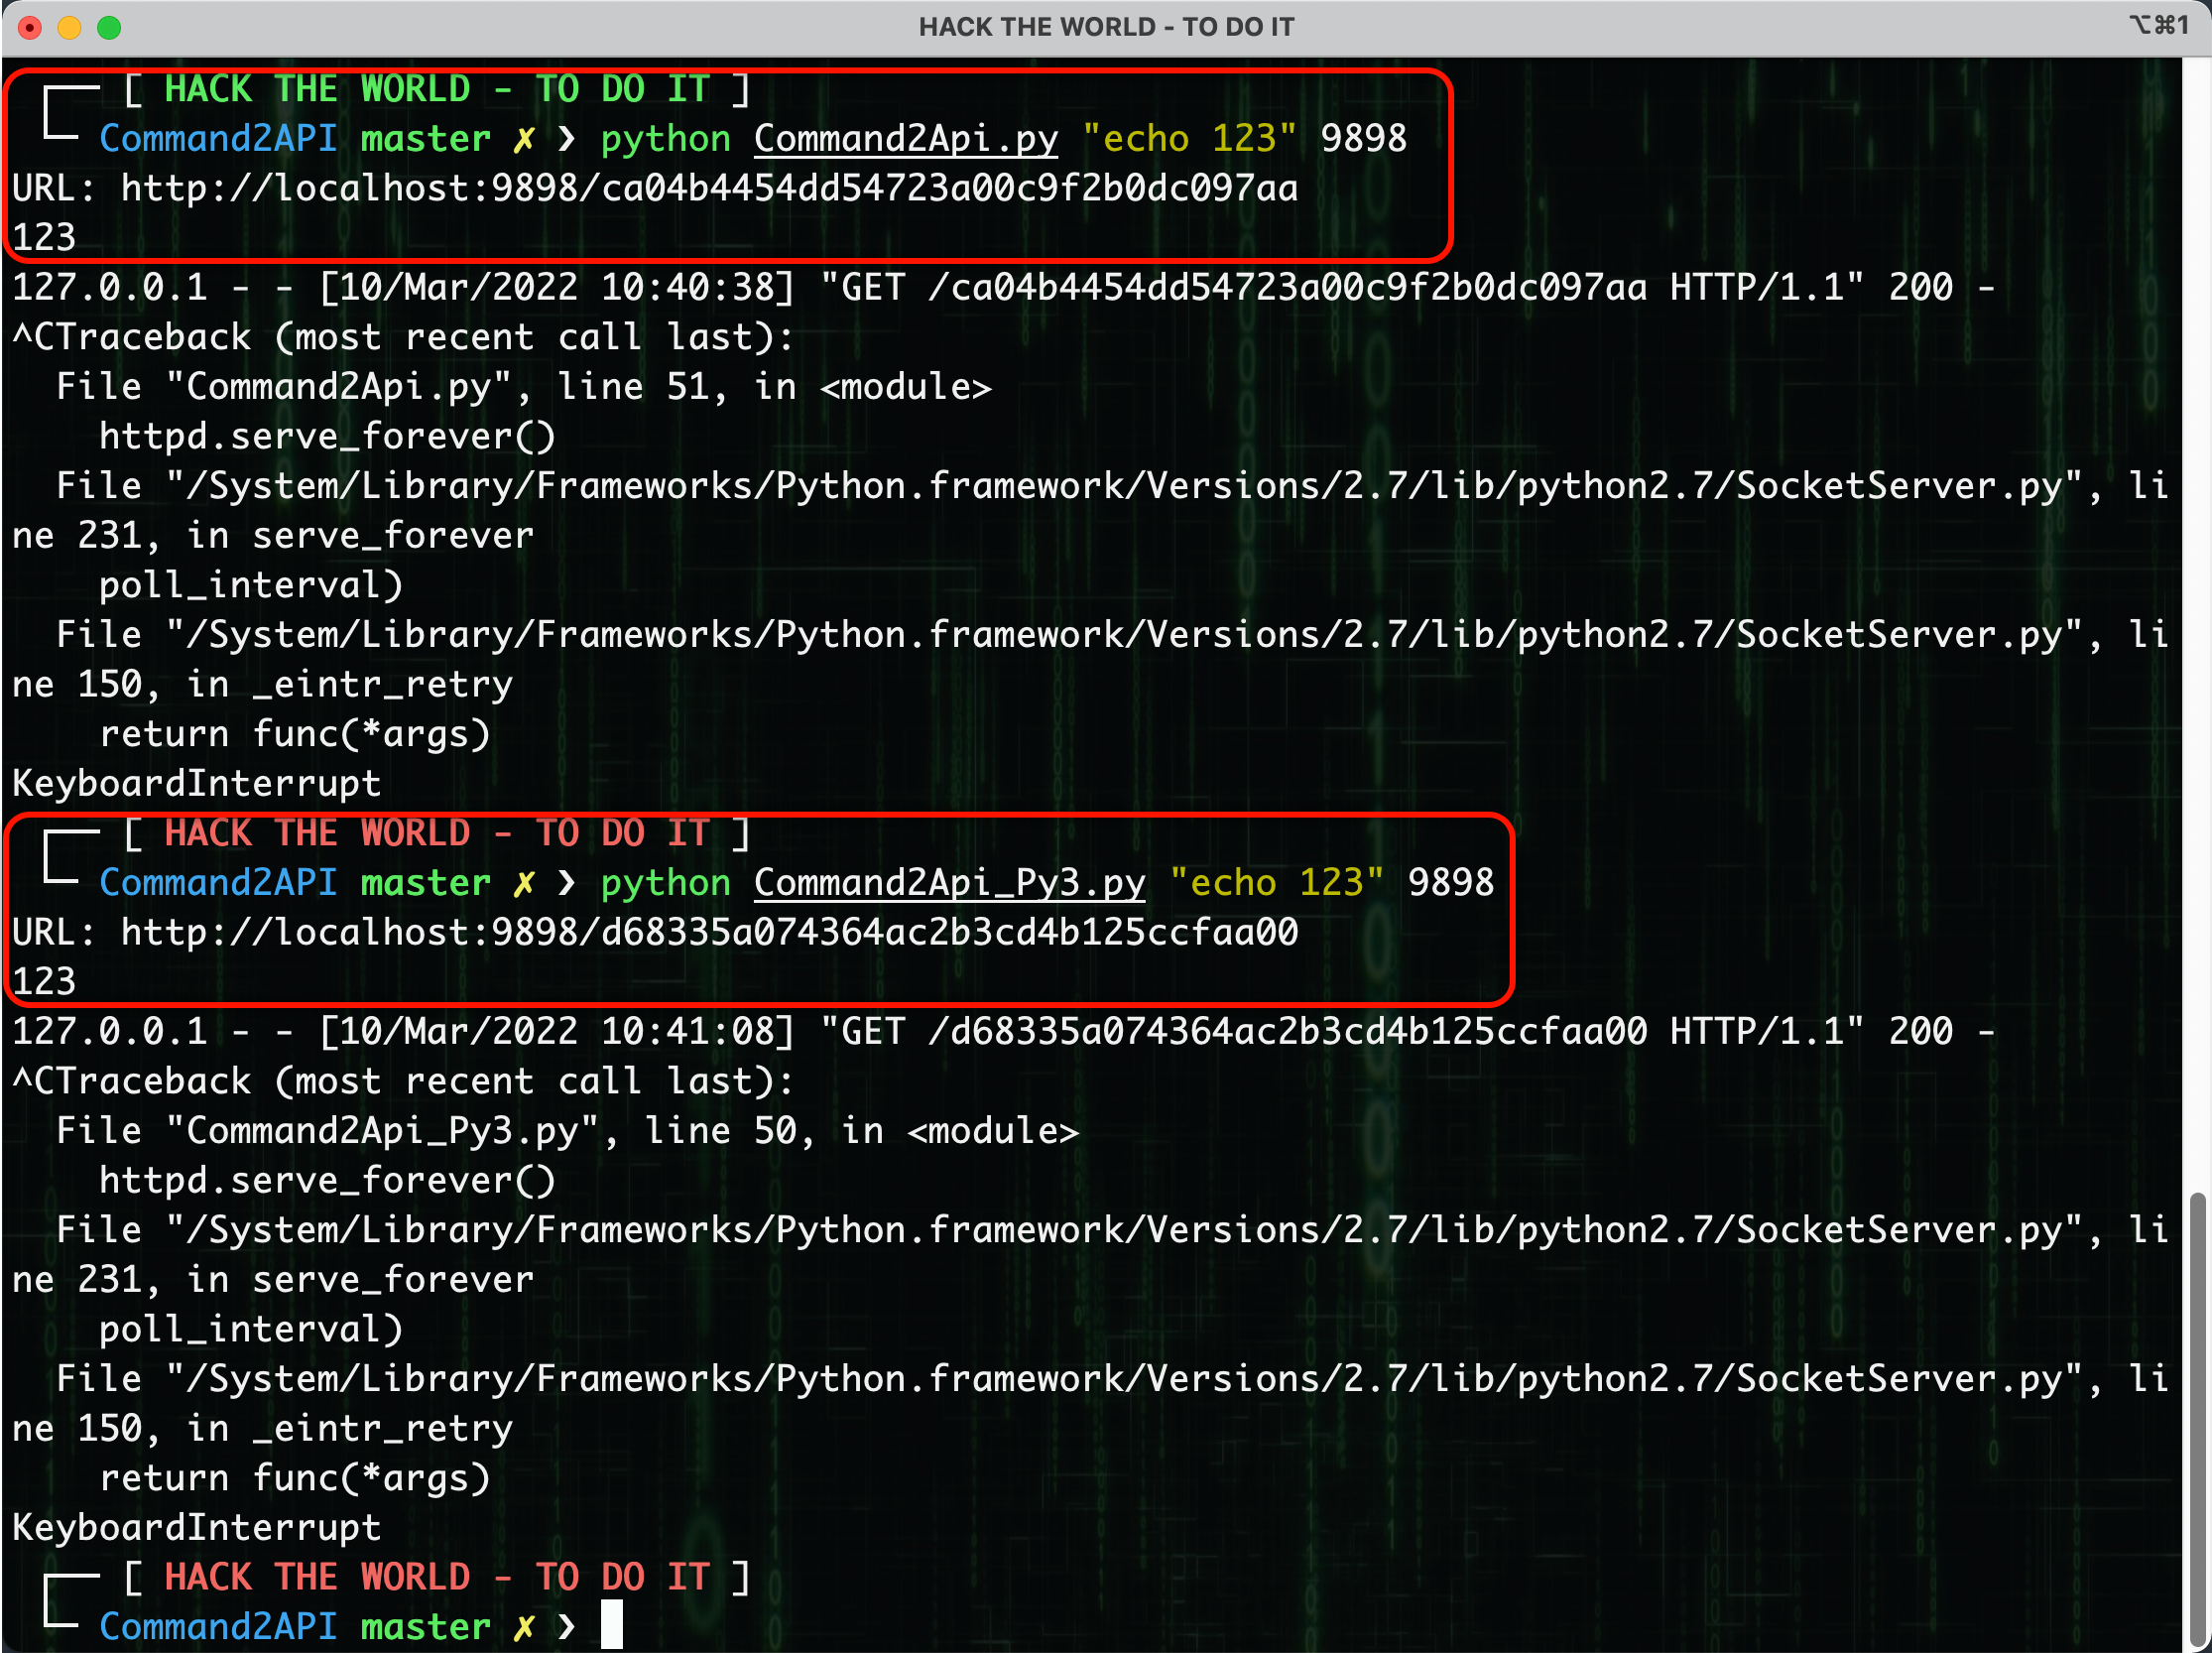 HACK THE WORLD - TO DO IT
⌥⌘1
[ HACK THE WORLD - TO DO IT ]
Command2API master ✗ ❯ python Command2Api.py "echo 123" 9898
URL: http://localhost:9898/ca04b4454dd54723a00c9f2b0dc097aa
123
127.0.0.1 - - [10/Mar/2022 10:40:38] "GET /ca04b4454dd54723a00c9f2b0dc097aa HTTP/1.1" 200 -
^CTraceback (most recent call last):
  File "Command2Api.py", line 51, in <module>
    httpd.serve_forever()
  File "/System/Library/Frameworks/Python.framework/Versions/2.7/lib/python2.7/SocketServer.py", li
ne 231, in serve_forever
    poll_interval)
  File "/System/Library/Frameworks/Python.framework/Versions/2.7/lib/python2.7/SocketServer.py", li
ne 150, in _eintr_retry
    return func(*args)
KeyboardInterrupt
[ HACK THE WORLD - TO DO IT ]
Command2API master ✗ ❯ python Command2Api_Py3.py "echo 123" 9898
URL: http://localhost:9898/d68335a074364ac2b3cd4b125ccfaa00
123
127.0.0.1 - - [10/Mar/2022 10:41:08] "GET /d68335a074364ac2b3cd4b125ccfaa00 HTTP/1.1" 200 -
^CTraceback (most recent call last):
  File "Command2Api_Py3.py", line 50, in <module>
    httpd.serve_forever()
  File "/System/Library/Frameworks/Python.framework/Versions/2.7/lib/python2.7/SocketServer.py", li
ne 231, in serve_forever
    poll_interval)
  File "/System/Library/Frameworks/Python.framework/Versions/2.7/lib/python2.7/SocketServer.py", li
ne 150, in _eintr_retry
    return func(*args)
KeyboardInterrupt
[ HACK THE WORLD - TO DO IT ]
Command2API master ✗ ❯